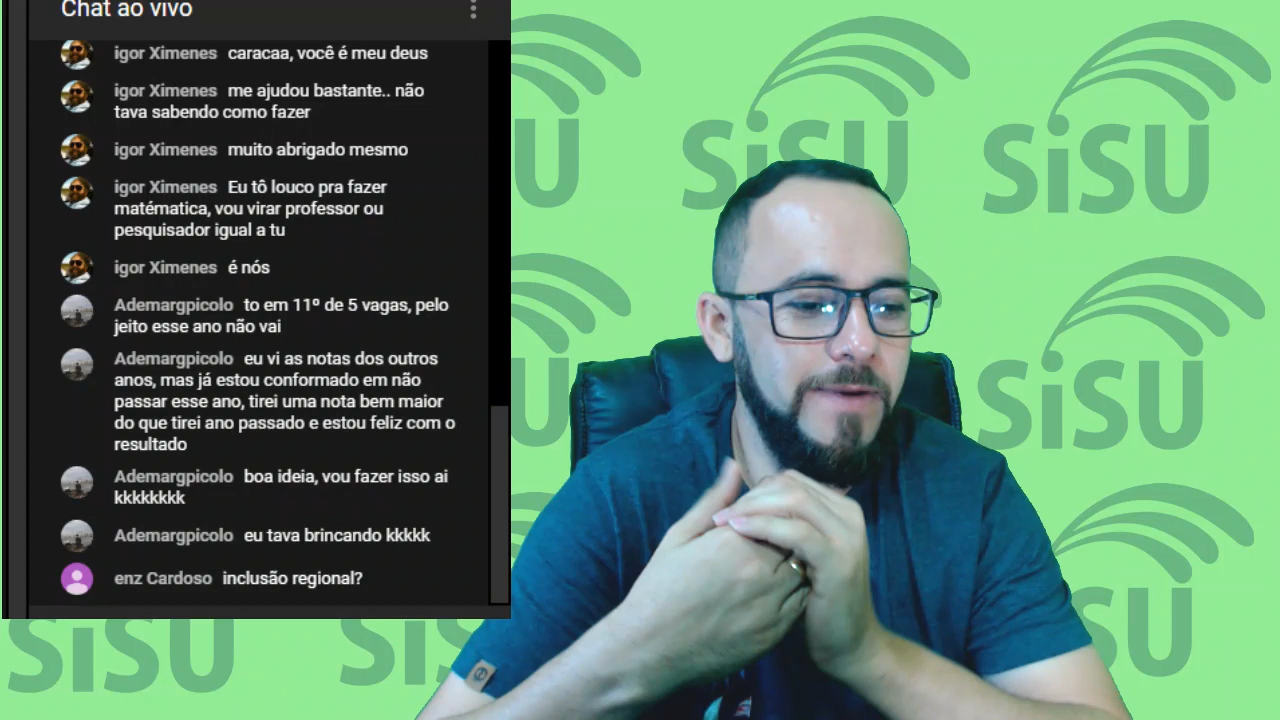 Chat ao vivo
igor Ximenes caracaa, você é meu deus
igor Ximenes me ajudou bastante.. não
tava sabendo como fazer
igor Ximenes muito abrigado mesmo
igor Ximenes Eu tô louco pra fazer
matématica, vou virar professor ou
pesquisador igual a tu
igor Ximenes é nós
Ademargpicolo to em 11º de 5 vagas, pelo
jeito esse ano não vai
Ademargpicolo eu vi as notas dos outros
anos, mas já estou conformado em não
passar esse ano, tirei uma nota bem maior
do que tirei ano passado e estou feliz com o
resultado
Ademargpicolo boa ideia, vou fazer isso ai
kkkkkkkk
Ademargpicolo eu tava brincando kkkkk
enz Cardoso inclusão regional?
SiSU
SiSU
SiSU
SiSU